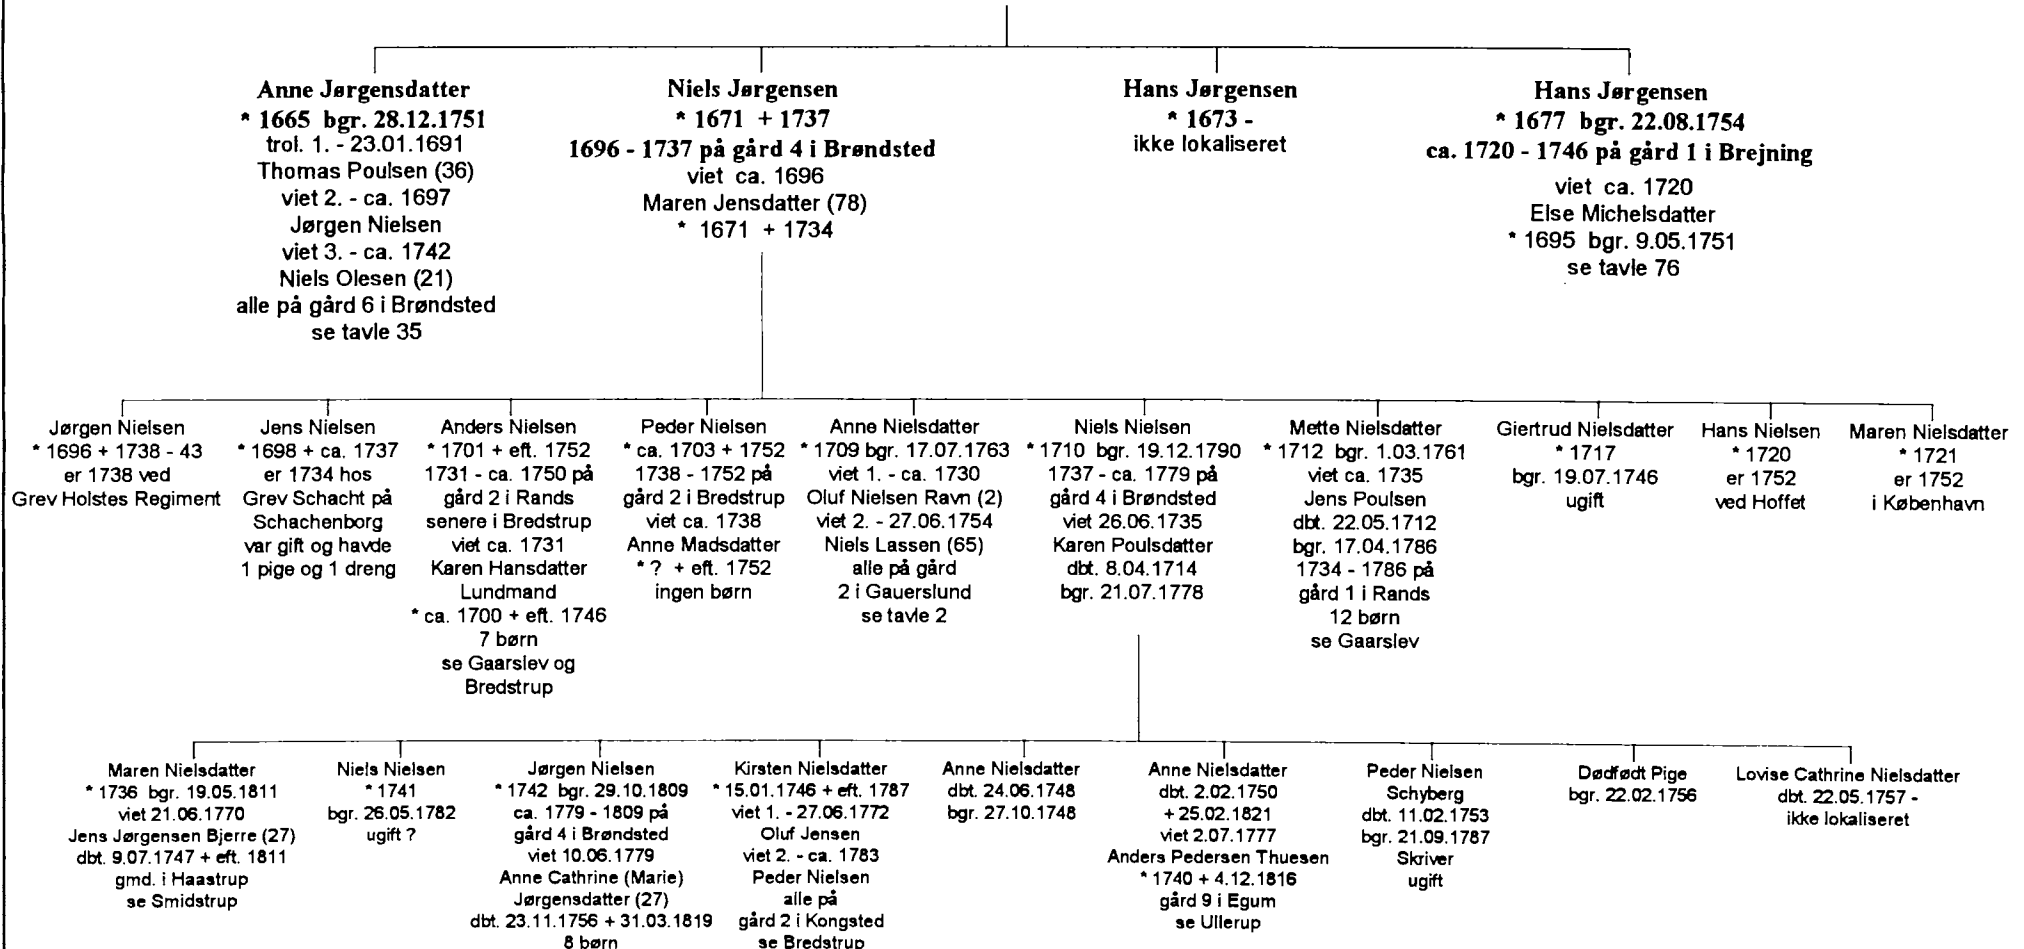 Anne Jørgensdatter
* 1665 bgr. 28.12.1751
trol. 1. - 23.01.1691
Thomas Poulsen (36)
viet 2. - ca. 1697
Jørgen Nielsen
viet 3. - ca. 1742
Niels Olesen (21)
alle på gård 6 i Brøndsted
se tavle 35
Niels Jørgensen
* 1671 + 1737
1696 - 1737 på gård 4 i Brøndsted
viet ca. 1696
Maren Jensdatter (78)
* 1671 + 1734
Hans Jørgensen
* 1673 -
ikke lokaliseret
Hans Jørgensen
* 1677 bgr. 22.08.1754
ca. 1720 - 1746 på gård 1 i Brejning
viet ca. 1720
Else Michelsdatter
* 1695 bgr. 9.05.1751
se tavle 76
Jørgen Nielsen
* 1696 + 1738 - 43
er 1738 ved
Grev Holstes Regiment
Jens Nielsen
* 1698 + ca. 1737
er 1734 hos
Grev Schacht på
Schachenborg
var gift og havde
1 pige og 1 dreng
Anders Nielsen
* 1701 + eft. 1752
1731 - ca. 1750 på
gård 2 i Rands
senere i Bredstrup
viet ca. 1731
Karen Hansdatter
Lundmand
* ca. 1700 + eft. 1746
7 børn
se Gaarslev og
Bredstrup
Peder Nielsen
* ca. 1703 + 1752
1738 - 1752 på
gård 2 i Bredstrup
viet ca. 1738
Anne Madsdatter
* ? + eft. 1752
ingen børn
Anne Nielsdatter
* 1709 bgr. 17.07.1763
viet 1. - ca. 1730
Oluf Nielsen Ravn (2)
viet 2. - 27.06.1754
Niels Lassen (65)
alle på gård
2 i Gauerslund
se tavle 2
Niels Nielsen
* 1710 bgr. 19.12.1790
1737 - ca. 1779 på
gård 4 i Brøndsted
viet 26.06.1735
Karen Poulsdatter
dbt. 8.04.1714
bgr. 21.07.1778
Mette Nielsdatter
* 1712 bgr. 1.03.1761
viet ca. 1735
Jens Poulsen
dbt. 22.05.1712
bgr. 17.04.1786
1734 - 1786 på
gård 1 i Rands
12 børn
se Gaarslev
Giertrud Nielsdatter
* 1717
bgr. 19.07.1746
ugift
Hans Nielsen
* 1720
er 1752
ved Hoffet
Maren Nielsdatter
* 1721
er 1752
i København
Maren Nielsdatter
* 1736 bgr. 19.05.1811
viet 21.06.1770
Jens Jørgensen Bjerre (27)
dbt. 9.07.1747 + eft. 1811
gmd. i Haastrup
se Smidstrup
Niels Nielsen
* 1741
bgr. 26.05.1782
ugift ?
Jørgen Nielsen
* 1742 bgr. 29.10.1809
ca. 1779 - 1809 på
gård 4 i Brøndsted
viet 10.06.1779
Anne Cathrine (Marie)
Jørgensdatter (27)
dbt. 23.11.1756 + 31.03.1819
8 børn
Kirsten Nielsdatter
* 15.01.1746 + eft. 1787
viet 1. - 27.06.1772
Oluf Jensen
viet 2. - ca. 1783
Peder Nielsen
alle på
gård 2 i Kongsted
se Bredstrup
Anne Nielsdatter
dbt. 24.06.1748
bgr. 27.10.1748
Anne Nielsdatter
dbt. 2.02.1750
+ 25.02.1821
viet 2.07.1777
Anders Pedersen Thuesen
* 1740 + 4.12.1816
gård 9 i Egum
se Ullerup
Peder Nielsen
Schyberg
dbt. 11.02.1753
bgr. 21.09.1787
Skriver
ugift
Dødfødt Pige
bgr. 22.02.1756
Lovise Cathrine Nielsdatter
dbt. 22.05.1757 -
ikke lokaliseret